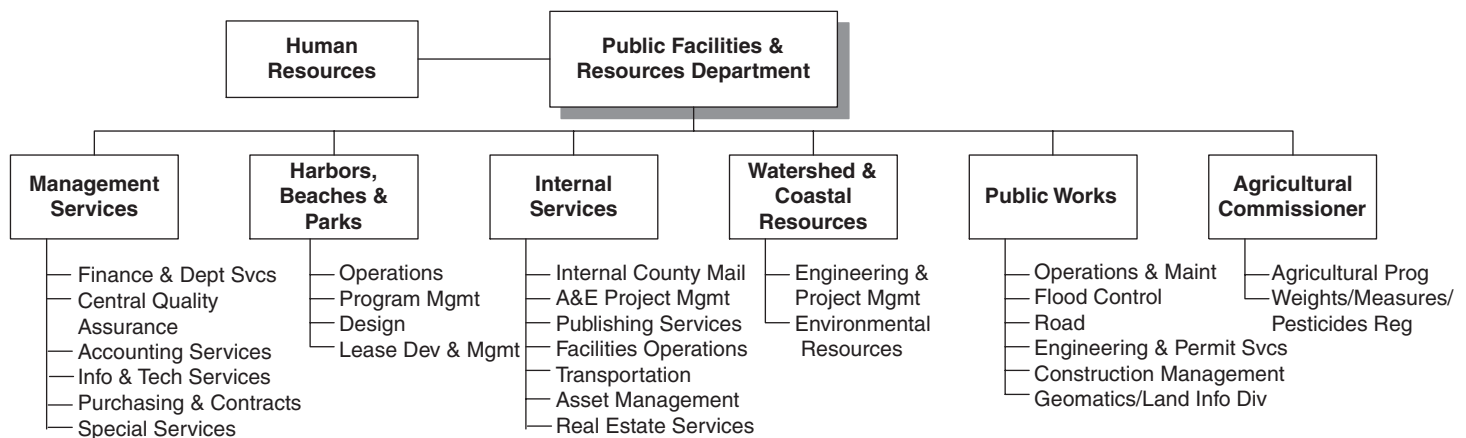 Human
Resources
Public Facilities &
Resources Department
Management
Services
Finance & Dept Svcs
Central Quality
Assurance
Accounting Services
Info & Tech Services
Purchasing & Contracts
Special Services
Harbors,
Beaches &
Parks
Operations
Program Mgmt
Design
Lease Dev & Mgmt
Internal
Services
Internal County Mail
A&E Project Mgmt
Publishing Services
Facilities Operations
Transportation
Asset Management
Real Estate Services
Watershed &
Coastal
Resources
Engineering &
Project Mgmt
Environmental
Resources
Public Works
Operations & Maint
Flood Control
Road
Engineering & Permit Svcs
Construction Management
Geomatics/Land Info Div
Agricultural
Commissioner
Agricultural Prog
Weights/Measures/
Pesticides Reg